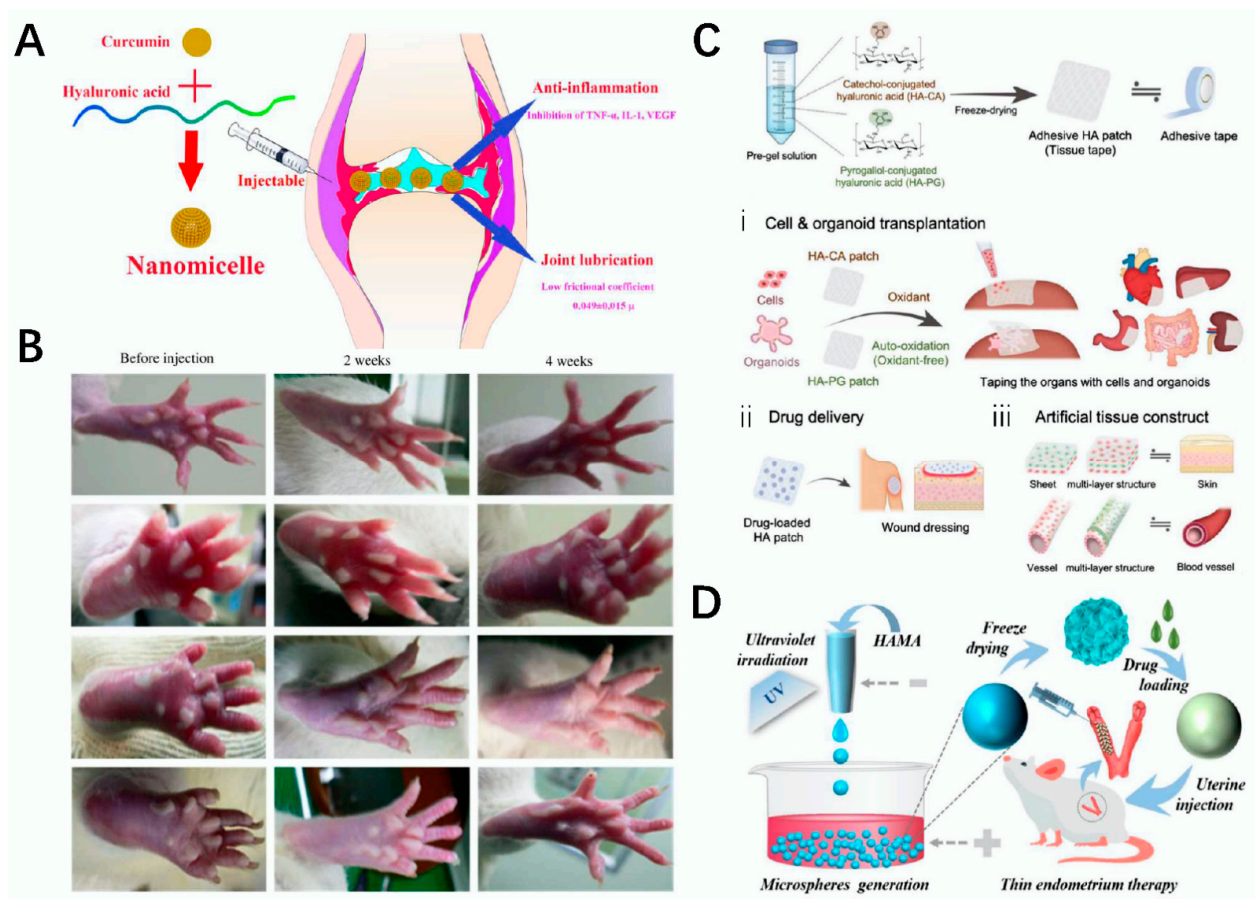 A
Curcumin
Hyaluronic acid
Injectable
Nanomicelle
Anti-inflammation
Inhibition of TNF-α, IL-1, VEGF
Joint lubrication
Low frictional coefficient
0.049±0.015 μ
B
Before injection
2 weeks
4 weeks
C
Pre-gel solution
Catechol-conjugated
hyaluronic acid (HA-CA)
Pyrogallol-conjugated
hyaluronic acid (HA-PG)
Freeze-drying
Adhesive HA patch
(Tissue tape)
Adhesive tape
i Cell & organoid transplantation
Cells
Organoids
HA-CA patch
HA-PG patch
Oxidant
Auto-oxidation
(Oxidant-free)
Taping the organs with cells and organoids
ii Drug delivery
Drug-loaded
HA patch
Wound dressing
iii Artificial tissue construct
Sheet
multi-layer structure
Skin
Vessel
multi-layer structure
Blood vessel
D
Ultraviolet
irradiation
UV
HAMA
Microspheres generation
Freeze
drying
Drug
loading
Uterine
injection
Thin endometrium therapy